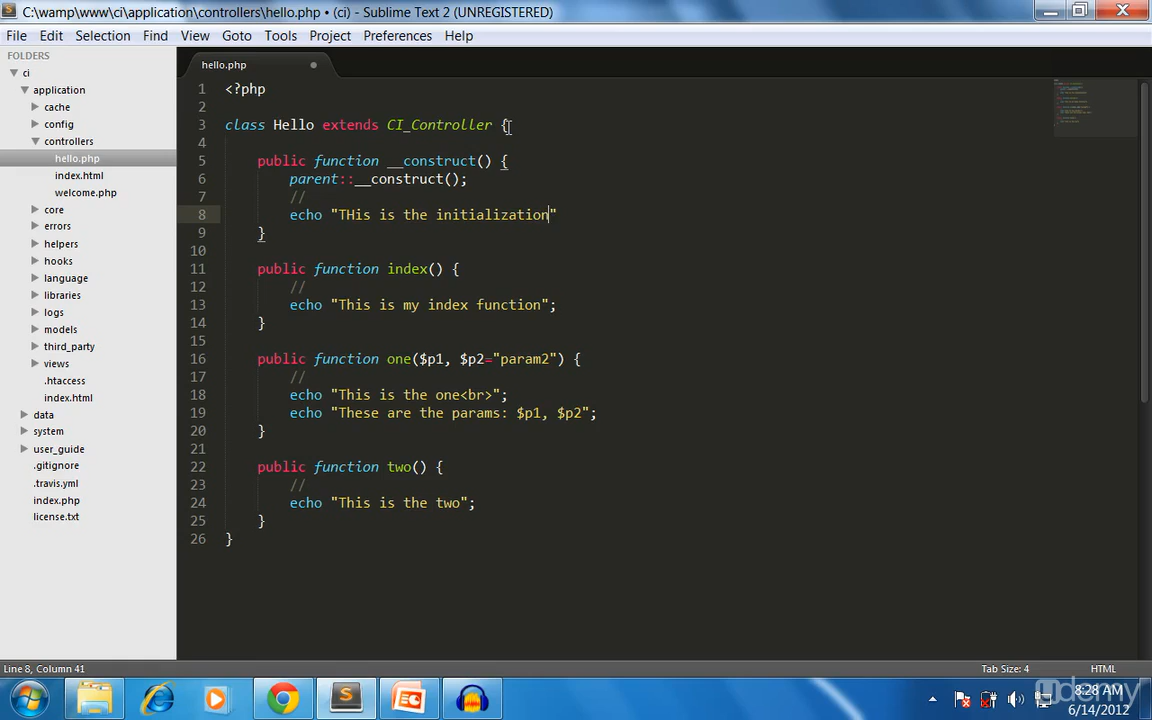 C:\wamp\www\ci\application\controllers\hello.php • (ci) - Sublime Text 2 (UNREGISTERED)
File Edit Selection Find View Goto Tools Project Preferences Help
FOLDERS
ci
application
cache
config
controllers
hello.php
index.html
welcome.php
core
errors
helpers
hooks
language
libraries
logs
models
third_party
views
.htaccess
index.html
data
system
user_guide
.gitignore
.travis.yml
index.php
license.txt
hello.php
1 <?php
2
3 class Hello extends CI_Controller {
4
5 public function __construct() {
6 parent::__construct();
7 //
8 echo "THis is the initialization"
9 }
10
11 public function index() {
12 //
13 echo "This is my index function";
14 }
15
16 public function one($p1, $p2="param2") {
17 //
18 echo "This is the one<br>";
19 echo "These are the params: $p1, $p2";
20 }
21
22 public function two() {
23 //
24 echo "This is the two";
25 }
26 }
Line 8, Column 41
Tab Size: 4
HTML
udemy
8:28 AM
6/14/2012